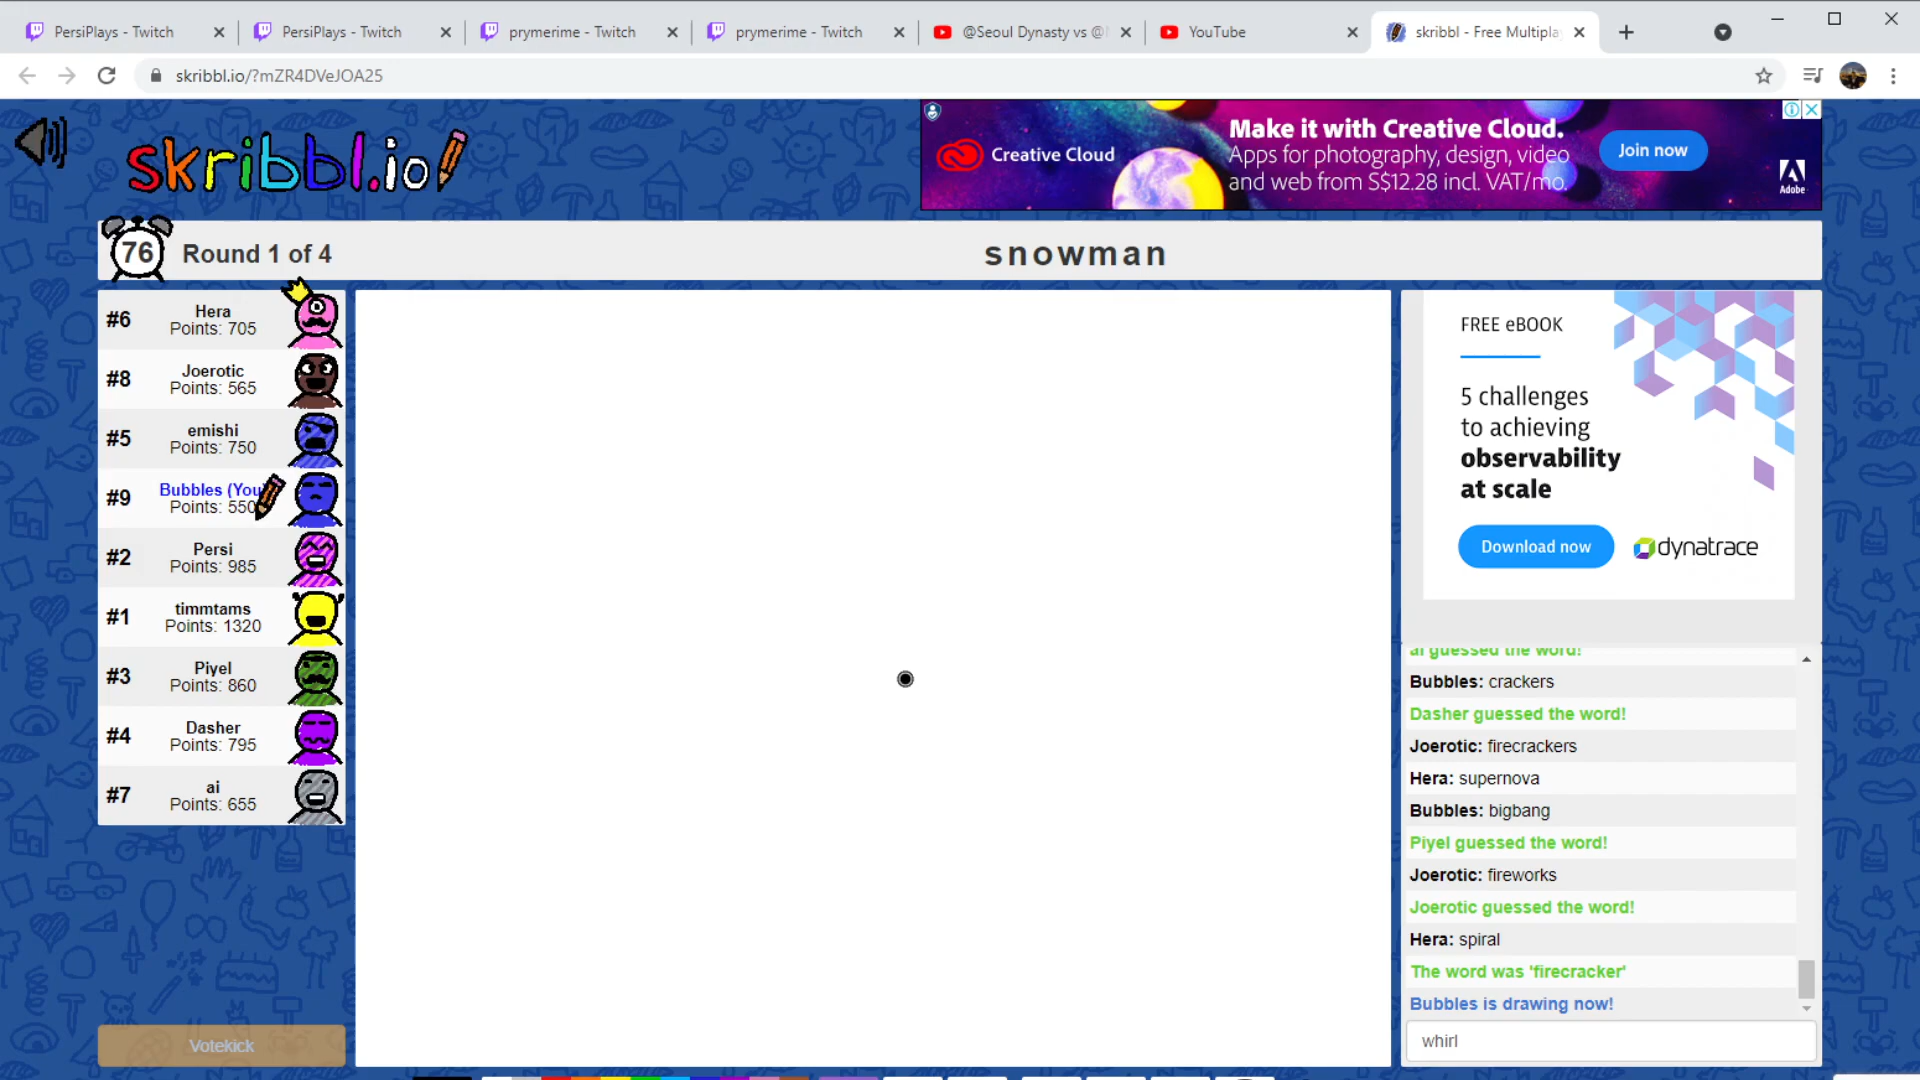 PersiPlays - Twitch
PersiPlays - Twitch
prymerime - Twitch
prymerime - Twitch
@Seoul Dynasty vs @
YouTube
skribbl - Free Multipla
skribbl.io/?mZR4DVeJOA25
skribbl.io
Creative Cloud
Make it with Creative Cloud.
Apps for photography, design, video
and web from S$12.28 incl. VAT/mo.
Join now
Adobe
76
Round 1 of 4
snowman
#6
Hera
Points: 705
#8
Joerotic
Points: 565
#5
emishi
Points: 750
#9
Bubbles (You
Points: 550
#2
Persi
Points: 985
#1
timmtams
Points: 1320
#3
Piyel
Points: 860
#4
Dasher
Points: 795
#7
ai
Points: 655
Votekick
FREE eBOOK
5 challenges
to achieving
observability
at scale
Download now
dynatrace
ai guessed the word!
Bubbles: crackers
Dasher guessed the word!
Joerotic: firecrackers
Hera: supernova
Bubbles: bigbang
Piyel guessed the word!
Joerotic: fireworks
Joerotic guessed the word!
Hera: spiral
The word was 'firecracker'
Bubbles is drawing now!
whirl